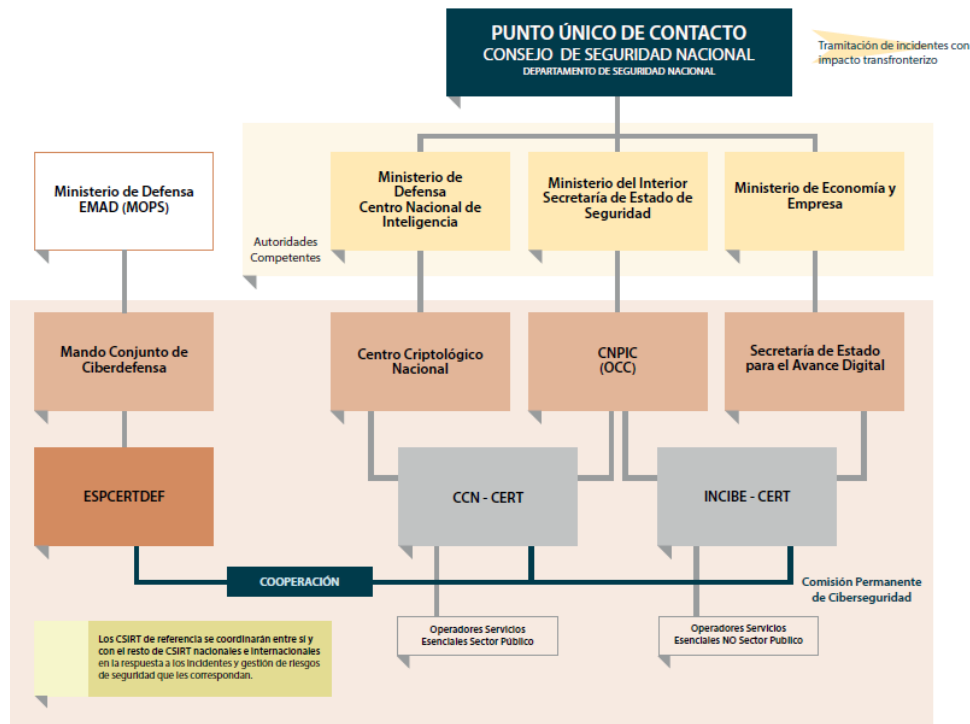 PUNTO ÚNICO DE CONTACTO
CONSEJO DE SEGURIDAD NACIONAL
DEPARTAMENTO DE SEGURIDAD NACIONAL
Tramitación de incidentes con
impacto transfronterizo
Ministerio de Defensa
EMAD (MOPS)
Ministerio de
Defensa
Centro Nacional de
Inteligencia
Ministerio del Interior
Secretaría de Estado de
Seguridad
Ministerio de Economía y
Empresa
Autoridades
Competentes
Mando Conjunto de
Ciberdefensa
Centro Criptológico
Nacional
CNPIC
(OCC)
Secretaría de Estado
para el Avance Digital
ESPCERTDEF
CCN - CERT
INCIBE - CERT
COOPERACIÓN
Comisión Permanente
de Ciberseguridad
Operadores Servicios
Esenciales Sector Público
Operadores Servicios
Esenciales NO Sector Publico
Los CSIRT de referencia se coordinarán entre si y
con el resto de CSIRT nacionales e internacionales
en la respuesta a los incidentes y gestión de riesgos
de seguridad que les correspondan.